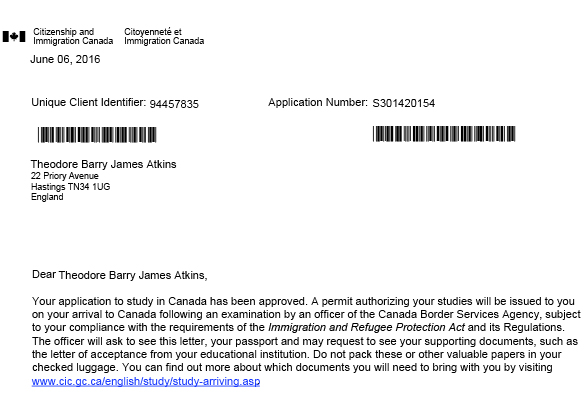 Citizenship and Citoyenneté et
Immigration Canada Immigration Canada
June 06, 2016
Unique Client Identifier: 94457835 Application Number: S301420154
Theodore Barry James Atkins
22 Priory Avenue
Hastings TN34 1UG
England
Dear Theodore Barry James Atkins,
Your application to study in Canada has been approved. A permit authorizing your studies will be issued to you
on your arrival to Canada following an examination by an officer of the Canada Border Services Agency, subject
to your compliance with the requirements of the Immigration and Refugee Protection Act and its Regulations.
The officer will ask to see this letter, your passport and may request to see your supporting documents, such as
the letter of acceptance from your educational institution. Do not pack these or other valuable papers in your
checked luggage. You can find out more about which documents you will need to bring with you by visiting
www.cic.gc.ca/english/study/study-arriving.asp